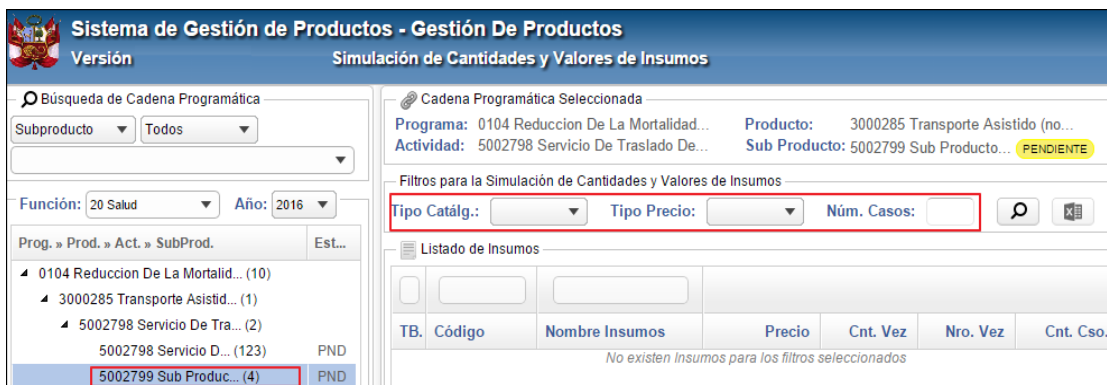 Sistema de Gestión de Productos - Gestión De Productos
Versión Simulación de Cantidades y Valores de Insumos
Búsqueda de Cadena Programática
Subproducto Todos
Función: 20 Salud Año: 2016
Prog. » Prod. » Act. » SubProd. Est...
0104 Reduccion De La Mortalid... (10)
3000285 Transporte Asistid... (1)
5002798 Servicio De Tra... (2)
5002798 Servicio D... (123) PND
5002799 Sub Produc... (4) PND
Cadena Programática Seleccionada
Programa: 0104 Reduccion De La Mortalidad... Producto: 3000285 Transporte Asistido (no...
Actividad: 5002798 Servicio De Traslado De... Sub Producto: 5002799 Sub Producto... PENDIENTE
Filtros para la Simulación de Cantidades y Valores de Insumos
Tipo Catálg.: Tipo Precio: Núm. Casos:
Listado de Insumos
TB. Código Nombre Insumos Precio Cnt. Vez Nro. Vez Cnt. Cso.
No existen Insumos para los filtros seleccionados